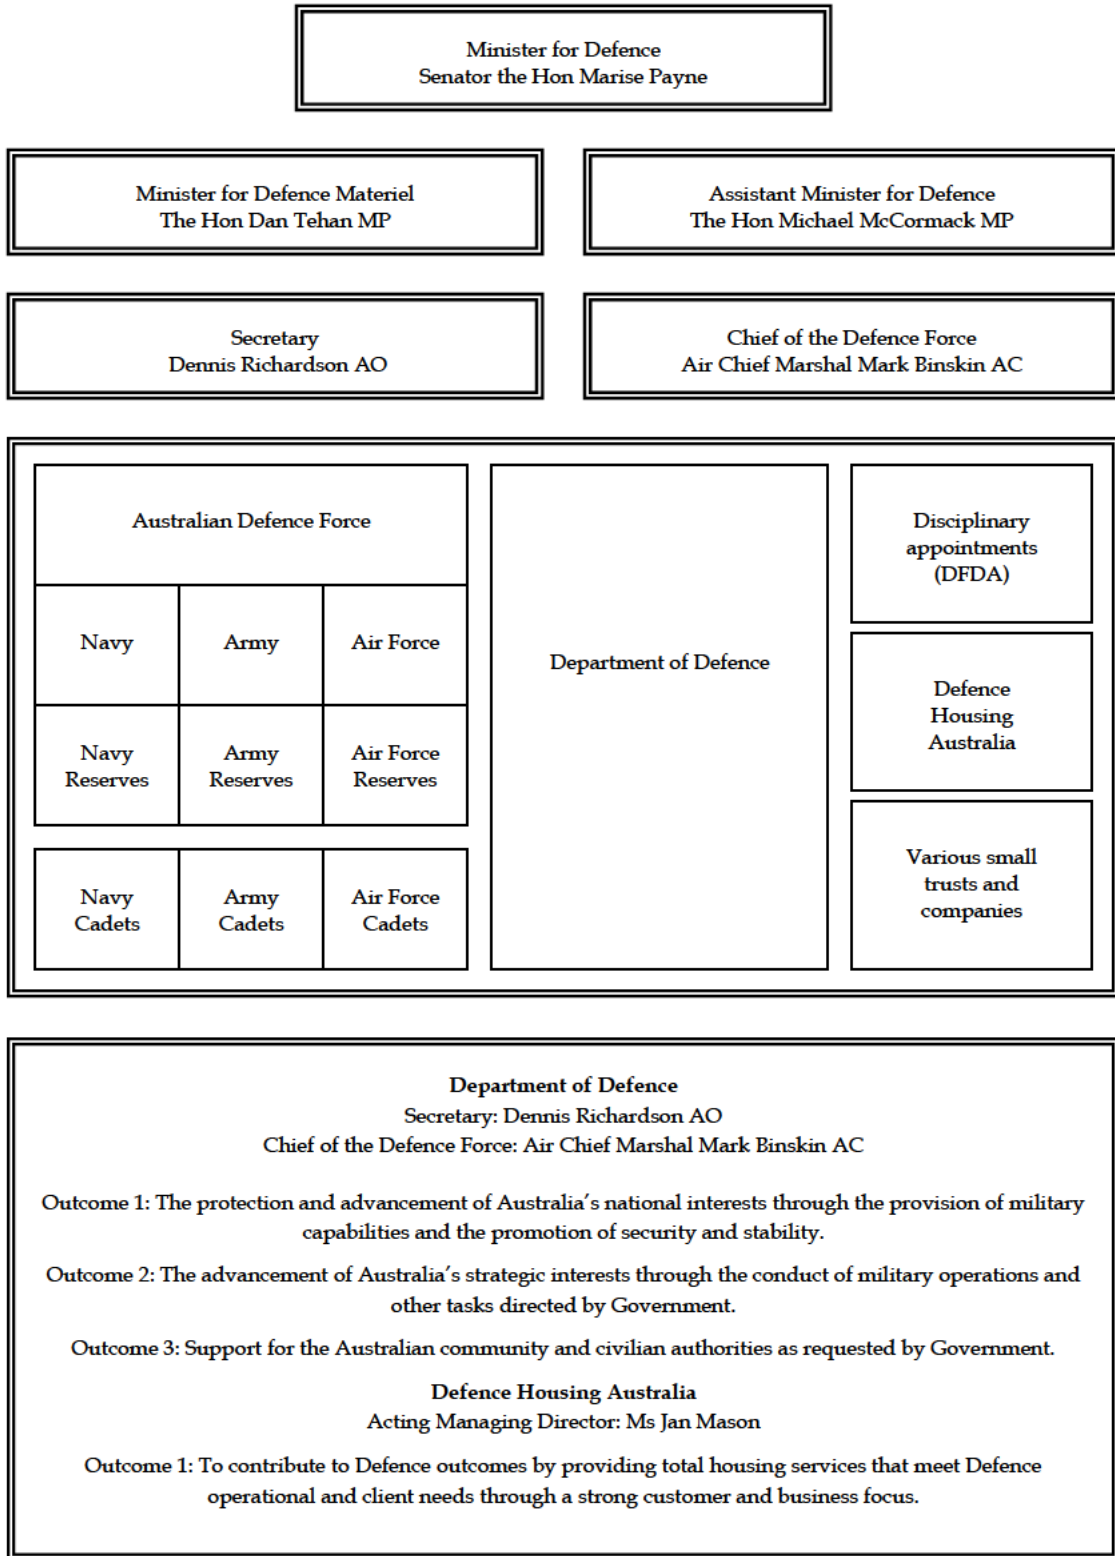 Minister for Defence
Senator the Hon Marise Payne
Minister for Defence Materiel
The Hon Dan Tehan MP
Assistant Minister for Defence
The Hon Michael McCormack MP
Secretary
Dennis Richardson AO
Chief of the Defence Force
Air Chief Marshal Mark Binskin AC
Australian Defence Force
Navy
Army
Air Force
Navy
Reserves
Army
Reserves
Air Force
Reserves
Navy
Cadets
Army
Cadets
Air Force
Cadets
Department of Defence
Disciplinary
appointments
(DFDA)
Defence
Housing
Australia
Various small
trusts and
companies
Department of Defence
Secretary: Dennis Richardson AO
Chief of the Defence Force: Air Chief Marshal Mark Binskin AC
Outcome 1: The protection and advancement of Australia’s national interests through the provision of military
capabilities and the promotion of security and stability.
Outcome 2: The advancement of Australia’s strategic interests through the conduct of military operations and
other tasks directed by Government.
Outcome 3: Support for the Australian community and civilian authorities as requested by Government.
Defence Housing Australia
Acting Managing Director: Ms Jan Mason
Outcome 1: To contribute to Defence outcomes by providing total housing services that meet Defence
operational and client needs through a strong customer and business focus.